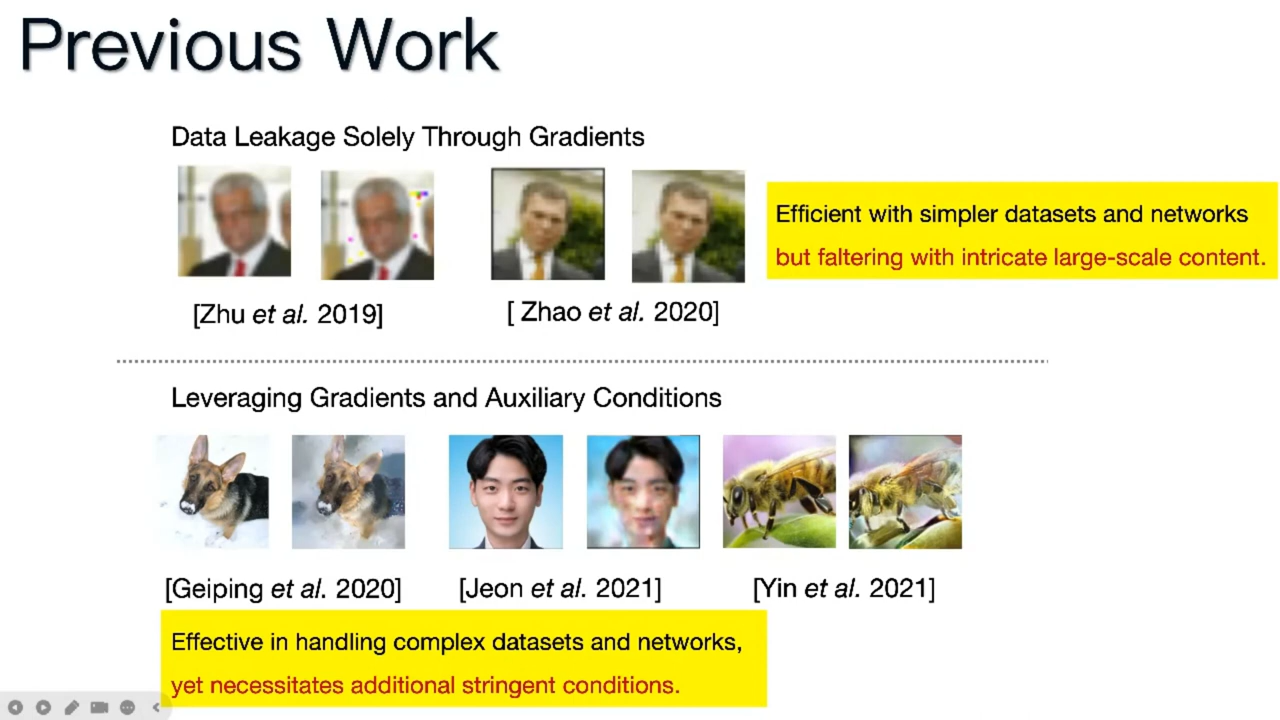 Previous Work
Data Leakage Solely Through Gradients
Efficient with simpler datasets and networks
but faltering with intricate large-scale content.
[Zhu et al. 2019]
[ Zhao et al. 2020]
Leveraging Gradients and Auxiliary Conditions
[Geiping et al. 2020]
[Jeon et al. 2021]
[Yin et al. 2021]
Effective in handling complex datasets and networks,
yet necessitates additional stringent conditions.